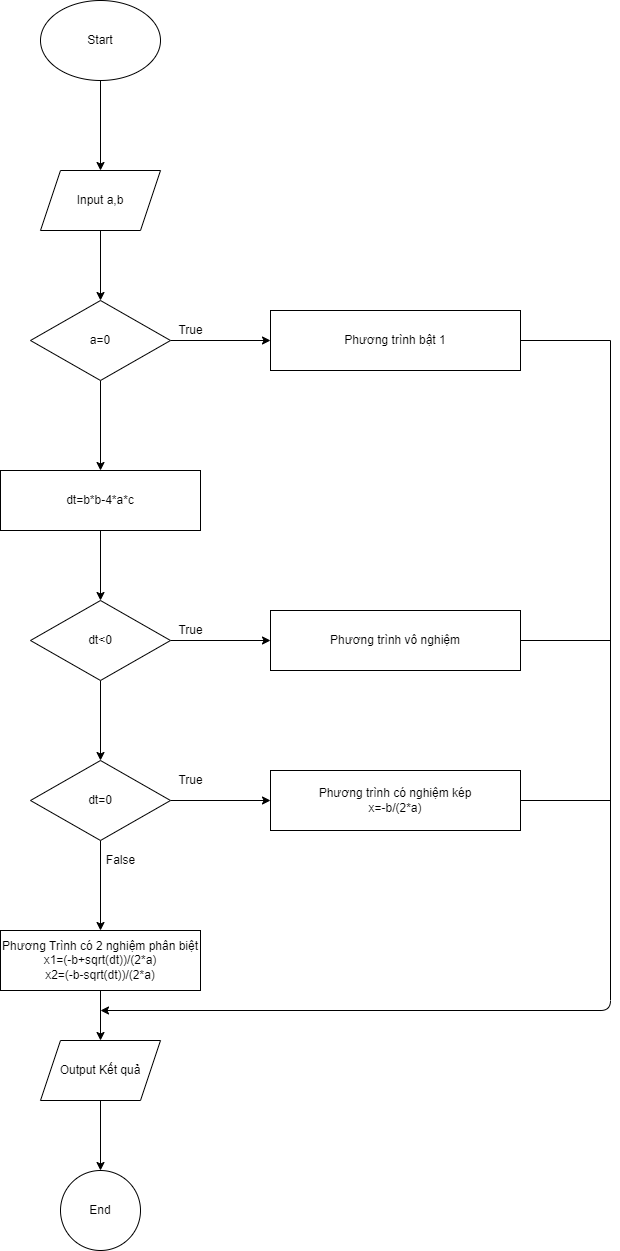 Start
Input a,b
a=0
True
Phương trình bật 1
dt=b*b-4*a*c
dt<0
True
Phương trình vô nghiệm
dt=0
True
Phương trình có nghiệm kép
x=-b/(2*a)
False
Phương Trình có 2 nghiệm phân biệt
x1=(-b+sqrt(dt))/(2*a)
x2=(-b-sqrt(dt))/(2*a)
Output Kết quả
End